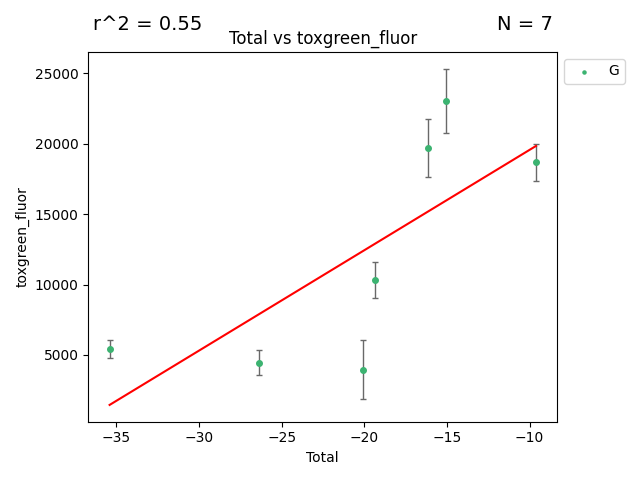 r^2 = 0.55
N = 7
Total vs toxgreen_fluor
G
toxgreen_fluor
25000
20000
15000
10000
5000
−35
−30
−25
−20
−15
−10
Total